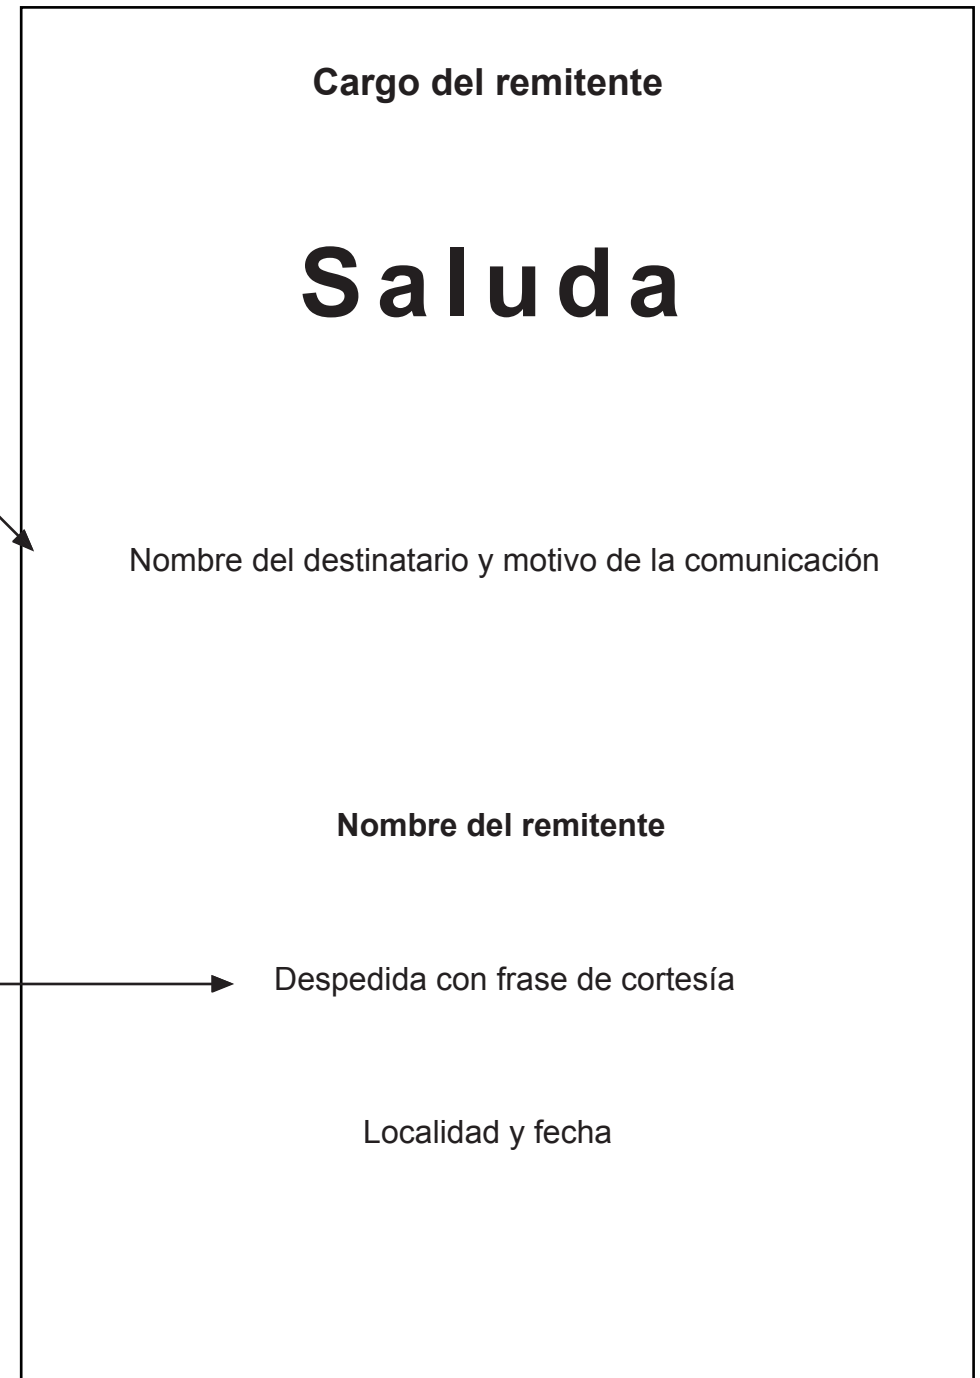 Cargo del remitente
Saluda
Nombre del destinatario y motivo de la comunicación
Nombre del remitente
Despedida con frase de cortesía
Localidad y fecha